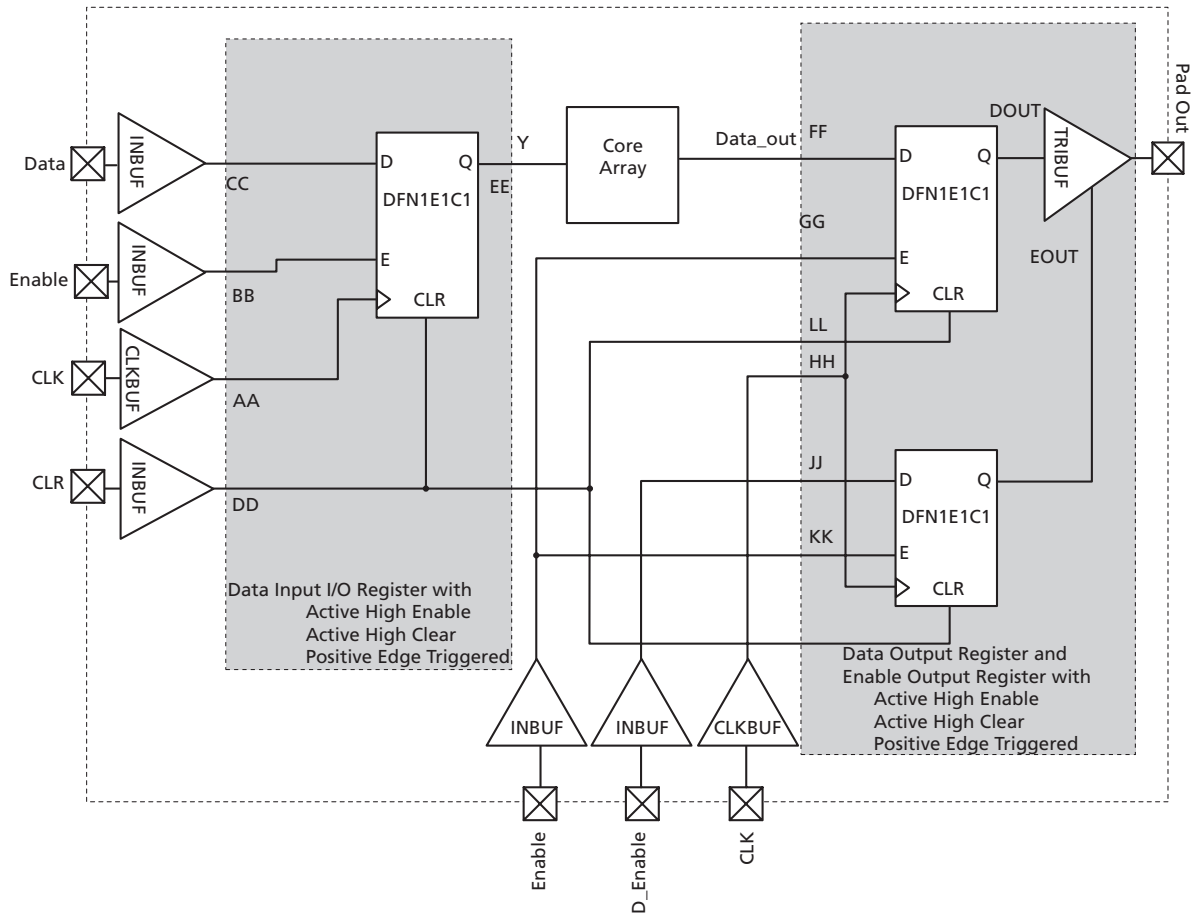 Data
INBUF
CC
D
Q
DFN1E1C1
E
CLR
Y
EE
Core
Array
Data_out
FF
GG
D
Q
DFN1E1C1
E
CLR
DOUT
TRIBUF
EOUT
Pad Out
Enable
INBUF
BB
CLK
CLKBUF
AA
CLR
INBUF
DD
LL
HH
JJ
KK
D
Q
DFN1E1C1
E
CLR
Data Input I/O Register with
Active High Enable
Active High Clear
Positive Edge Triggered
Data Output Register and
Enable Output Register with
Active High Enable
Active High Clear
Positive Edge Triggered
INBUF
INBUF
CLKBUF
Enable
D_Enable
CLK